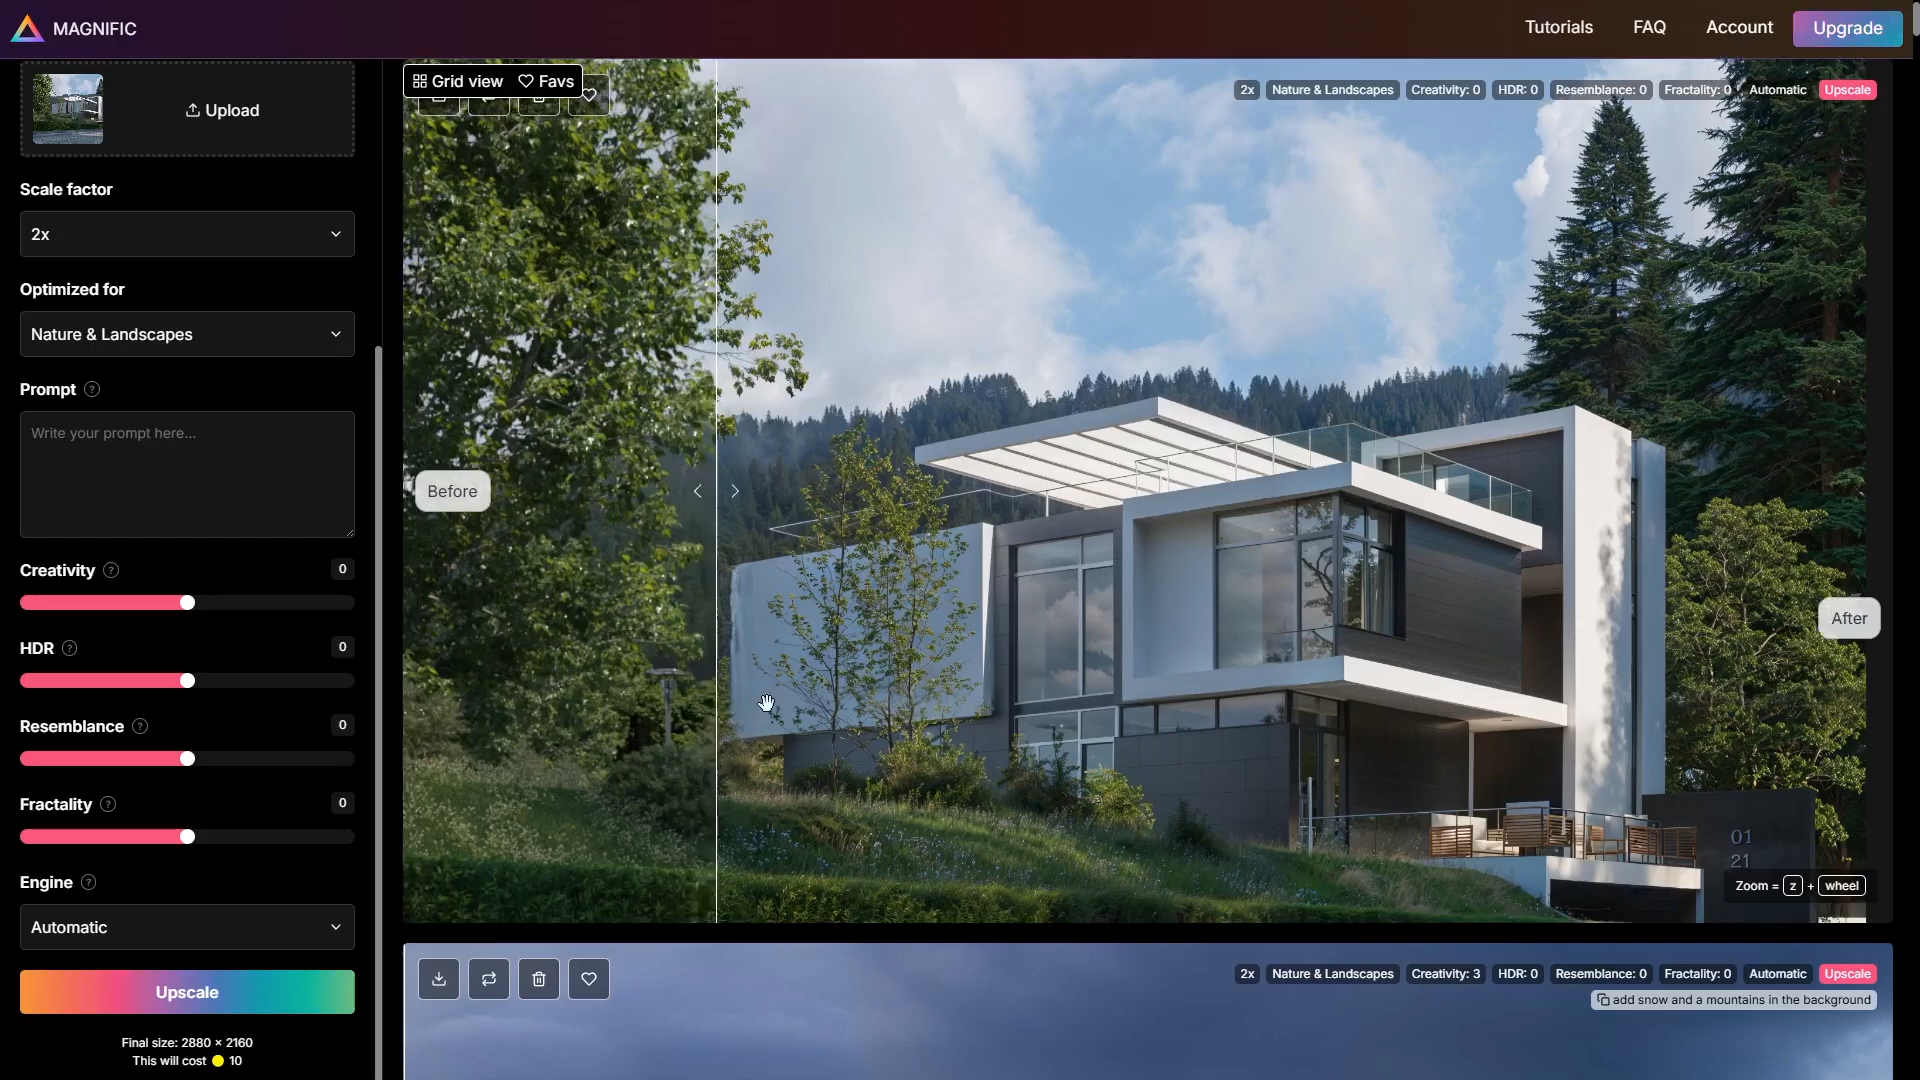 MAGNIFIC
Tutorials
FAQ
Account
Upgrade
Upload
Scale factor
2x
Optimized for
Nature & Landscapes
Prompt ?
Write your prompt here...
Creativity ? 0
HDR ? 0
Resemblance ? 0
Fractality ? 0
Engine ?
Automatic
Upscale
Final size: 2880 × 2160
This will cost 10
Grid view Favs
2x Nature & Landscapes Creativity: 0 HDR: 0 Resemblance: 0 Fractality: 0 Automatic Upscale
Before
After
01
21
Zoom = z + wheel
2x Nature & Landscapes Creativity: 3 HDR: 0 Resemblance: 0 Fractality: 0 Automatic Upscale
add snow and a mountains in the background